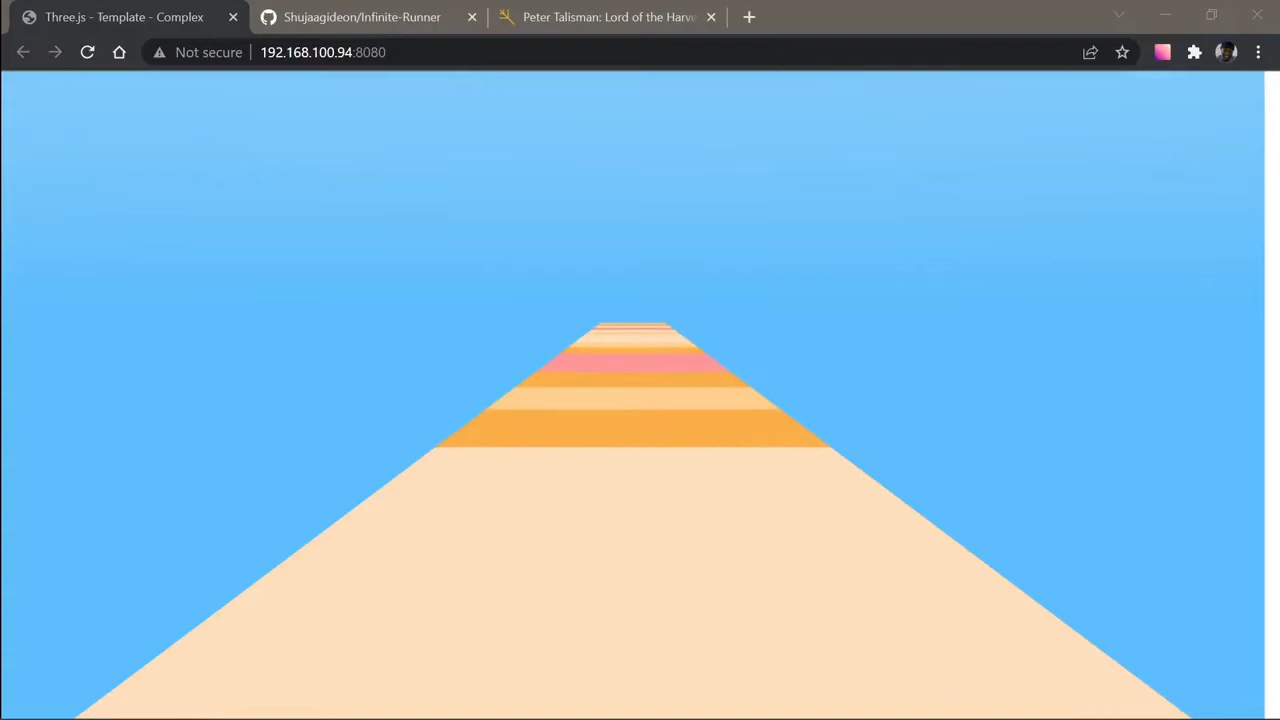 Three.js - Template - Complex
Shujaagideon/Infinite-Runner
Peter Talisman: Lord of the Harve
Not secure
192.168.100.94:8080